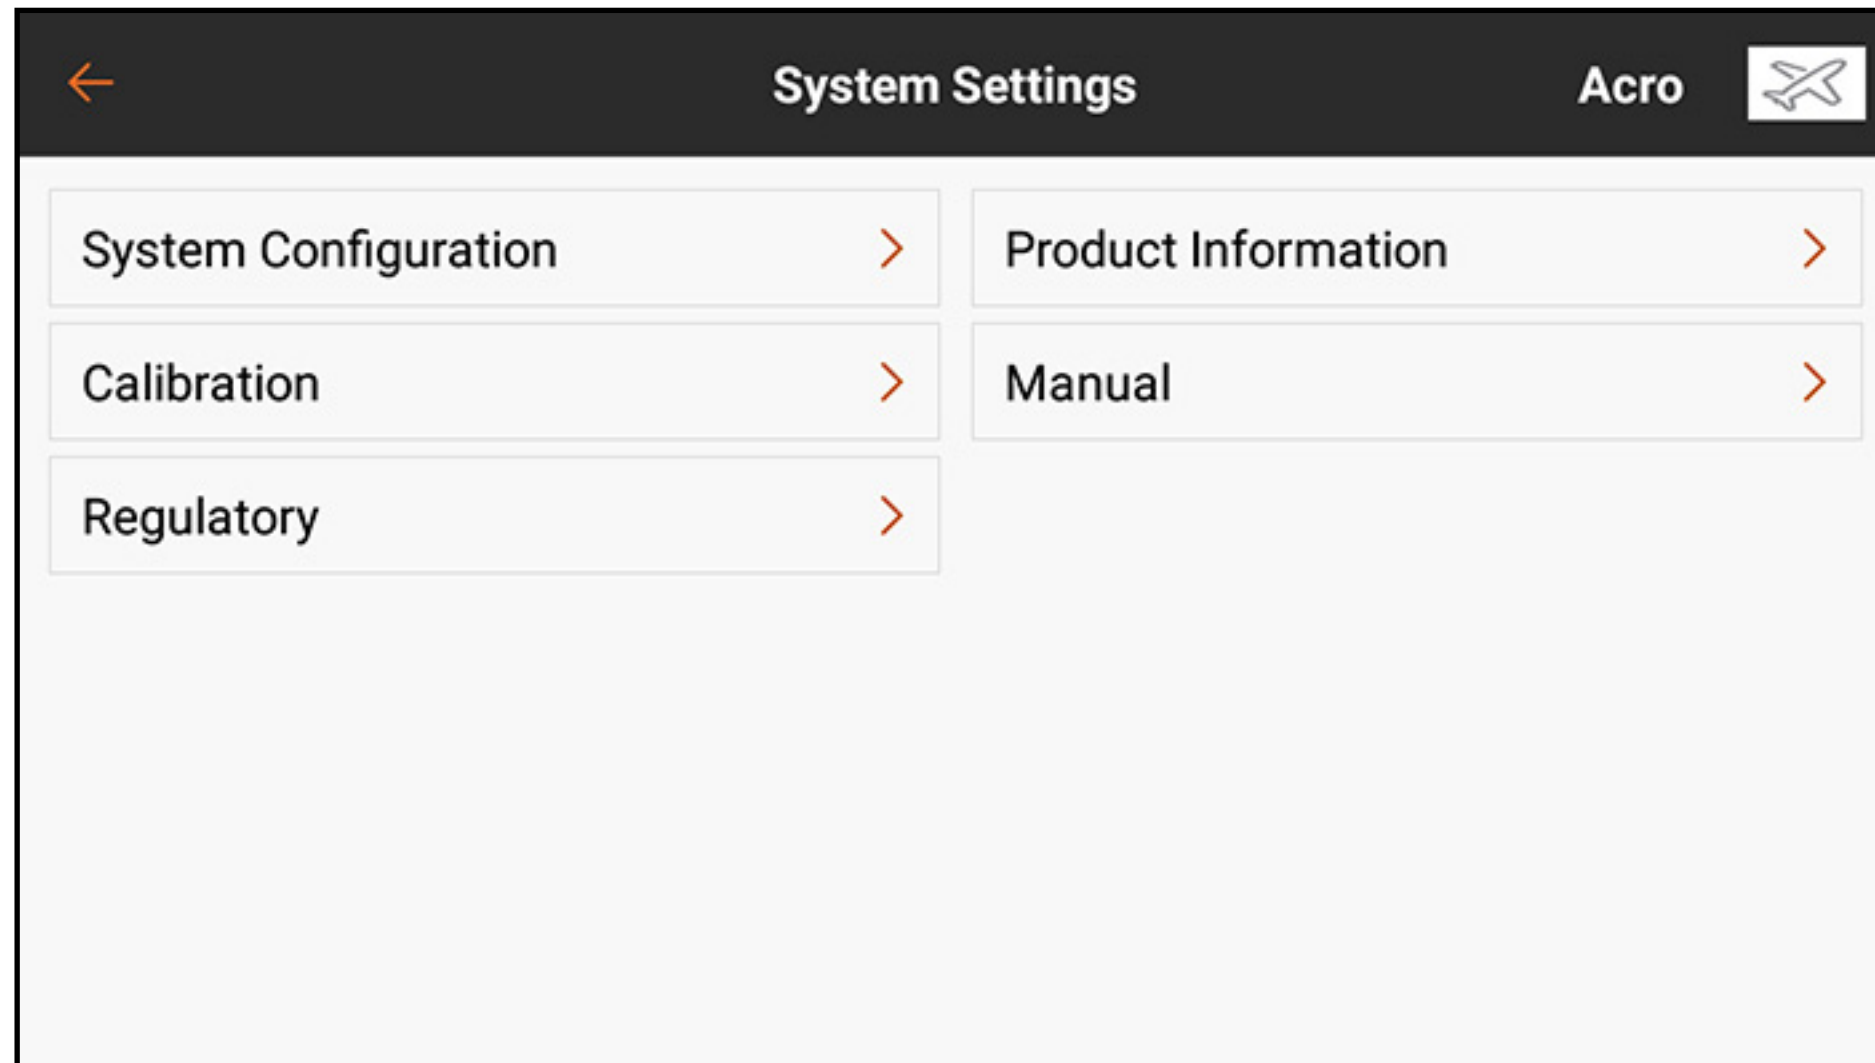 System Settings
Acro
System Configuration
Product Information
Calibration
Manual
Regulatory